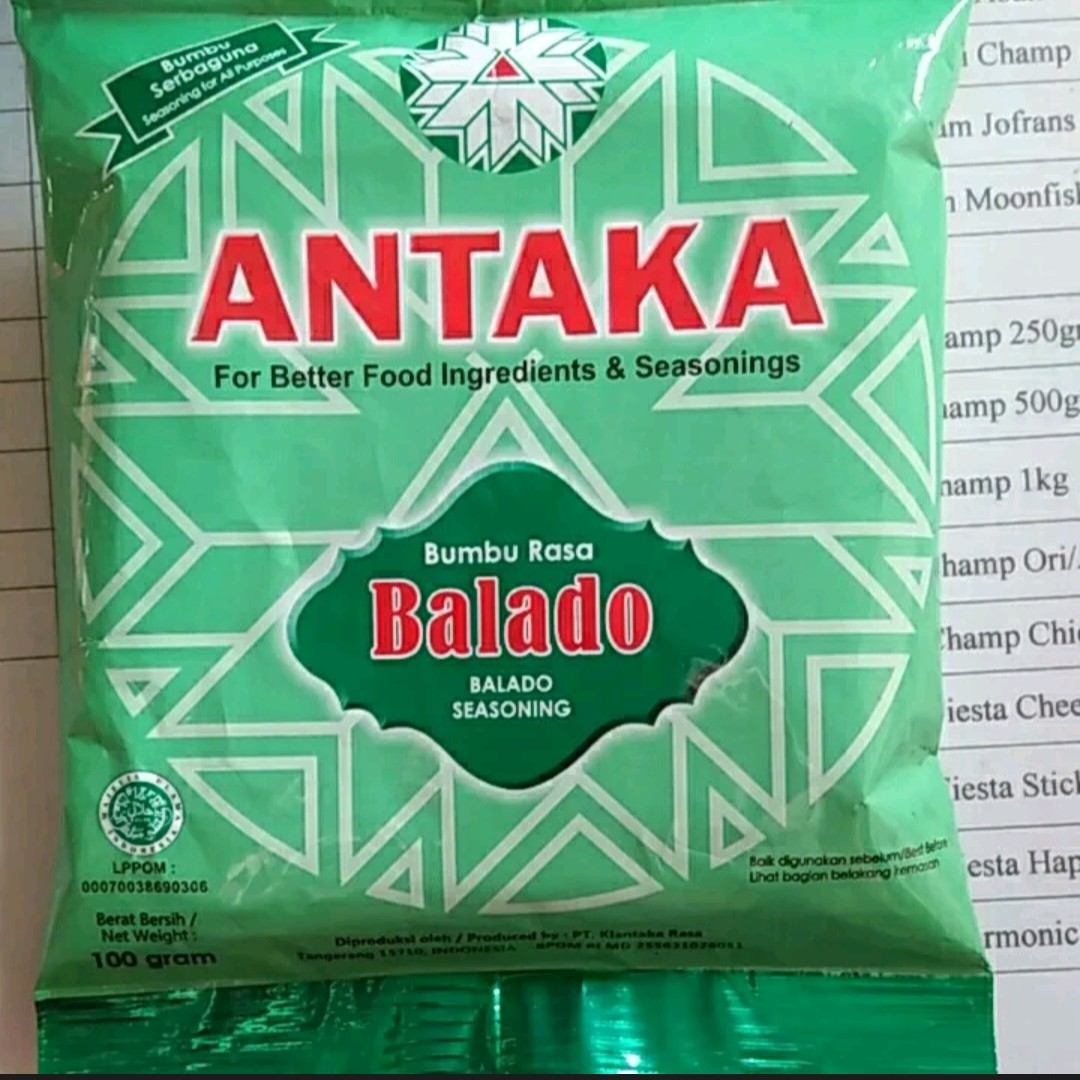 Bumbu
Serbaguna
Seasoning for All Purposes
ANTAKA
For Better Food Ingredients & Seasonings
Bumbu Rasa
Balado
BALADO
SEASONING
LPPOM :
00070038690306
Berat Bersih /
Net Weight :
100 gram
Baik digunakan sebelum/Best Before
Lihat bagian belakang kemasan
Diproduksi oleh / Produced by : PT. Kiantaka Rasa
Tangerang 15710, INDONESIA BPOM RI MD
Champ
Jofrans
Moonfish
amp 250gr
amp 500g
hamp 1kg
hamp Ori/
Champ Chi
iesta Chee
iesta Stick
esta Hap
rmonic